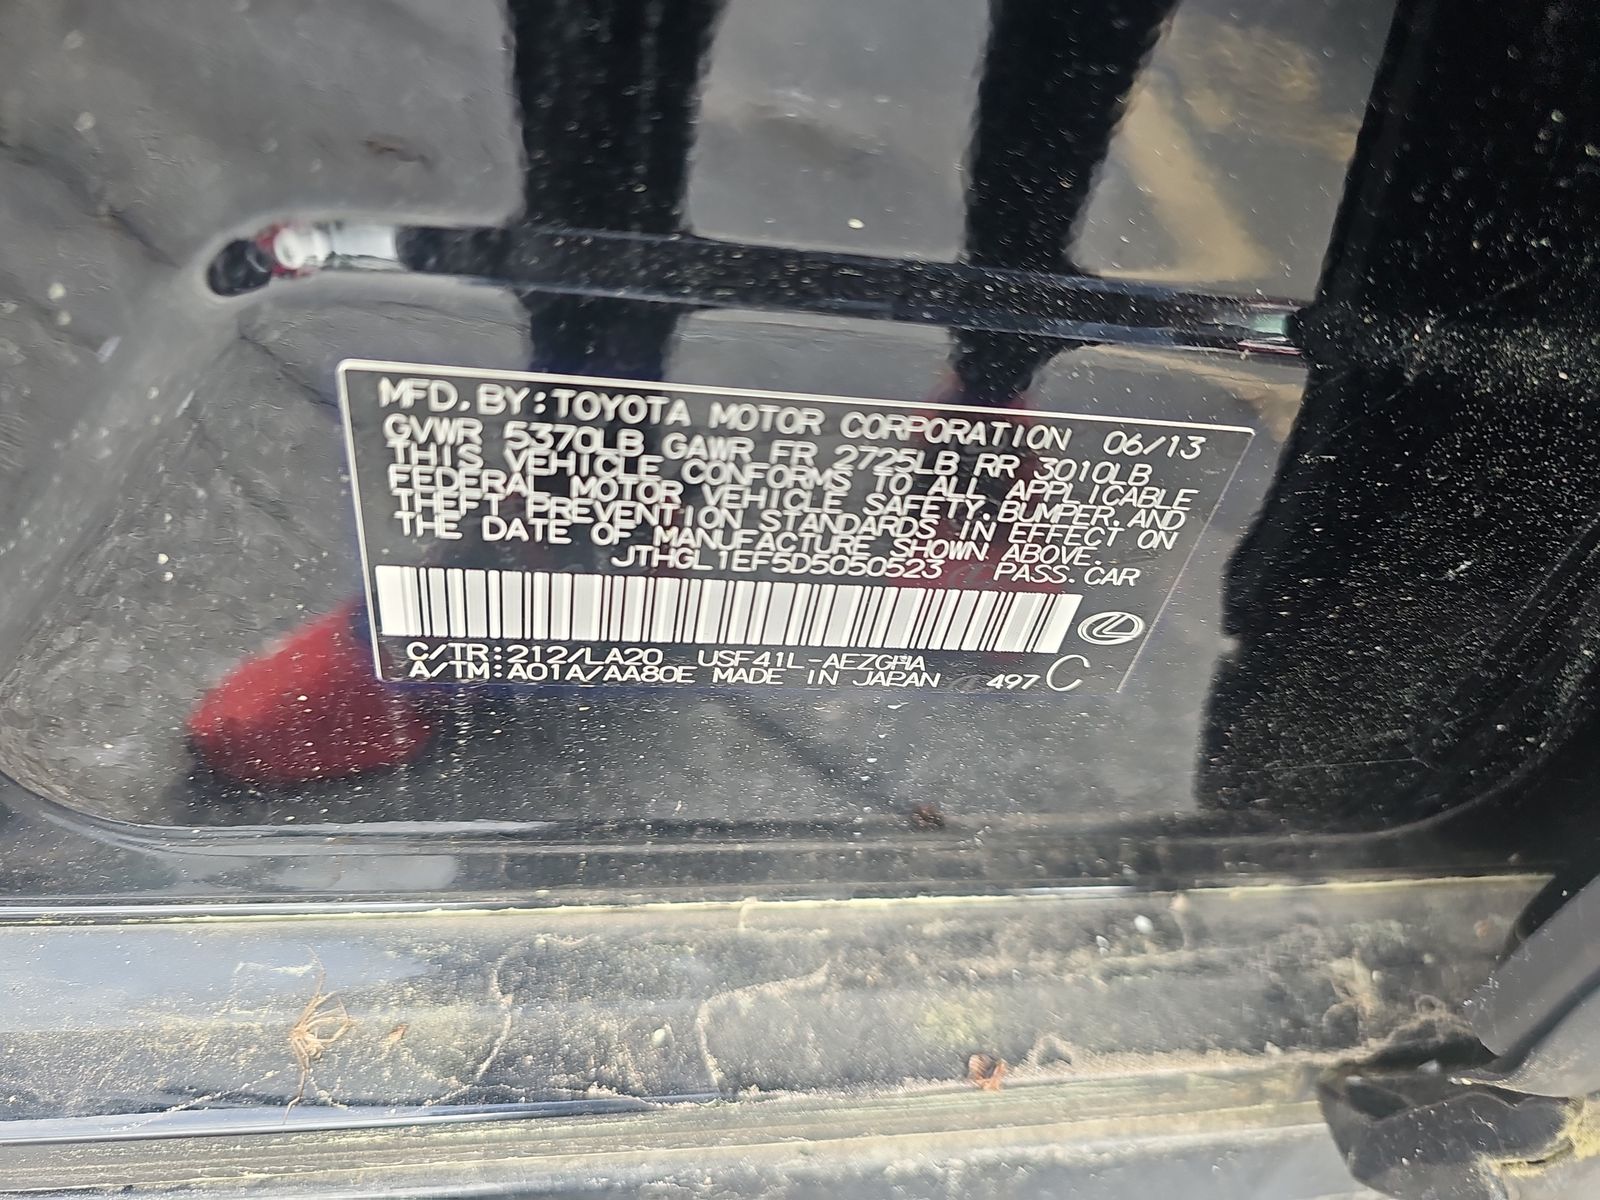 MFD. BY: TOYOTA MOTOR CORPORATION 06/13
GVWR 5370LB GAWR FR 2725LB RR 3010LB
THIS VEHICLE CONFORMS TO ALL APPLICABLE
FEDERAL MOTOR VEHICLE SAFETY, BUMPER, AND
THEFT PREVENTION STANDARDS IN EFFECT ON
THE DATE OF MANUFACTURE SHOWN ABOVE.
JTHGL1EF5D5050523 PASS. CAR
C/TR: 212/LA20 USF41L-AEZGHA
A/TM: A01A/AA80E MADE IN JAPAN 497 C